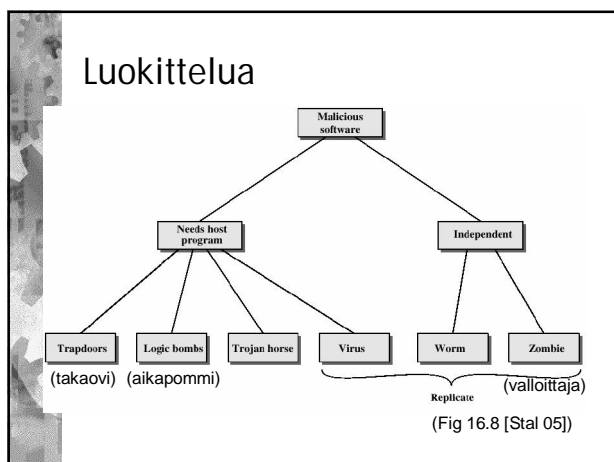 Luokittelua
Malicious
software
Needs host
program
Independent
Trapdoors
Logic bombs
Trojan horse
Virus
Worm
Zombie
(takaovi)
(aikapommi)
(valloittaja)
Replicate
(Fig 16.8 [Stal 05])